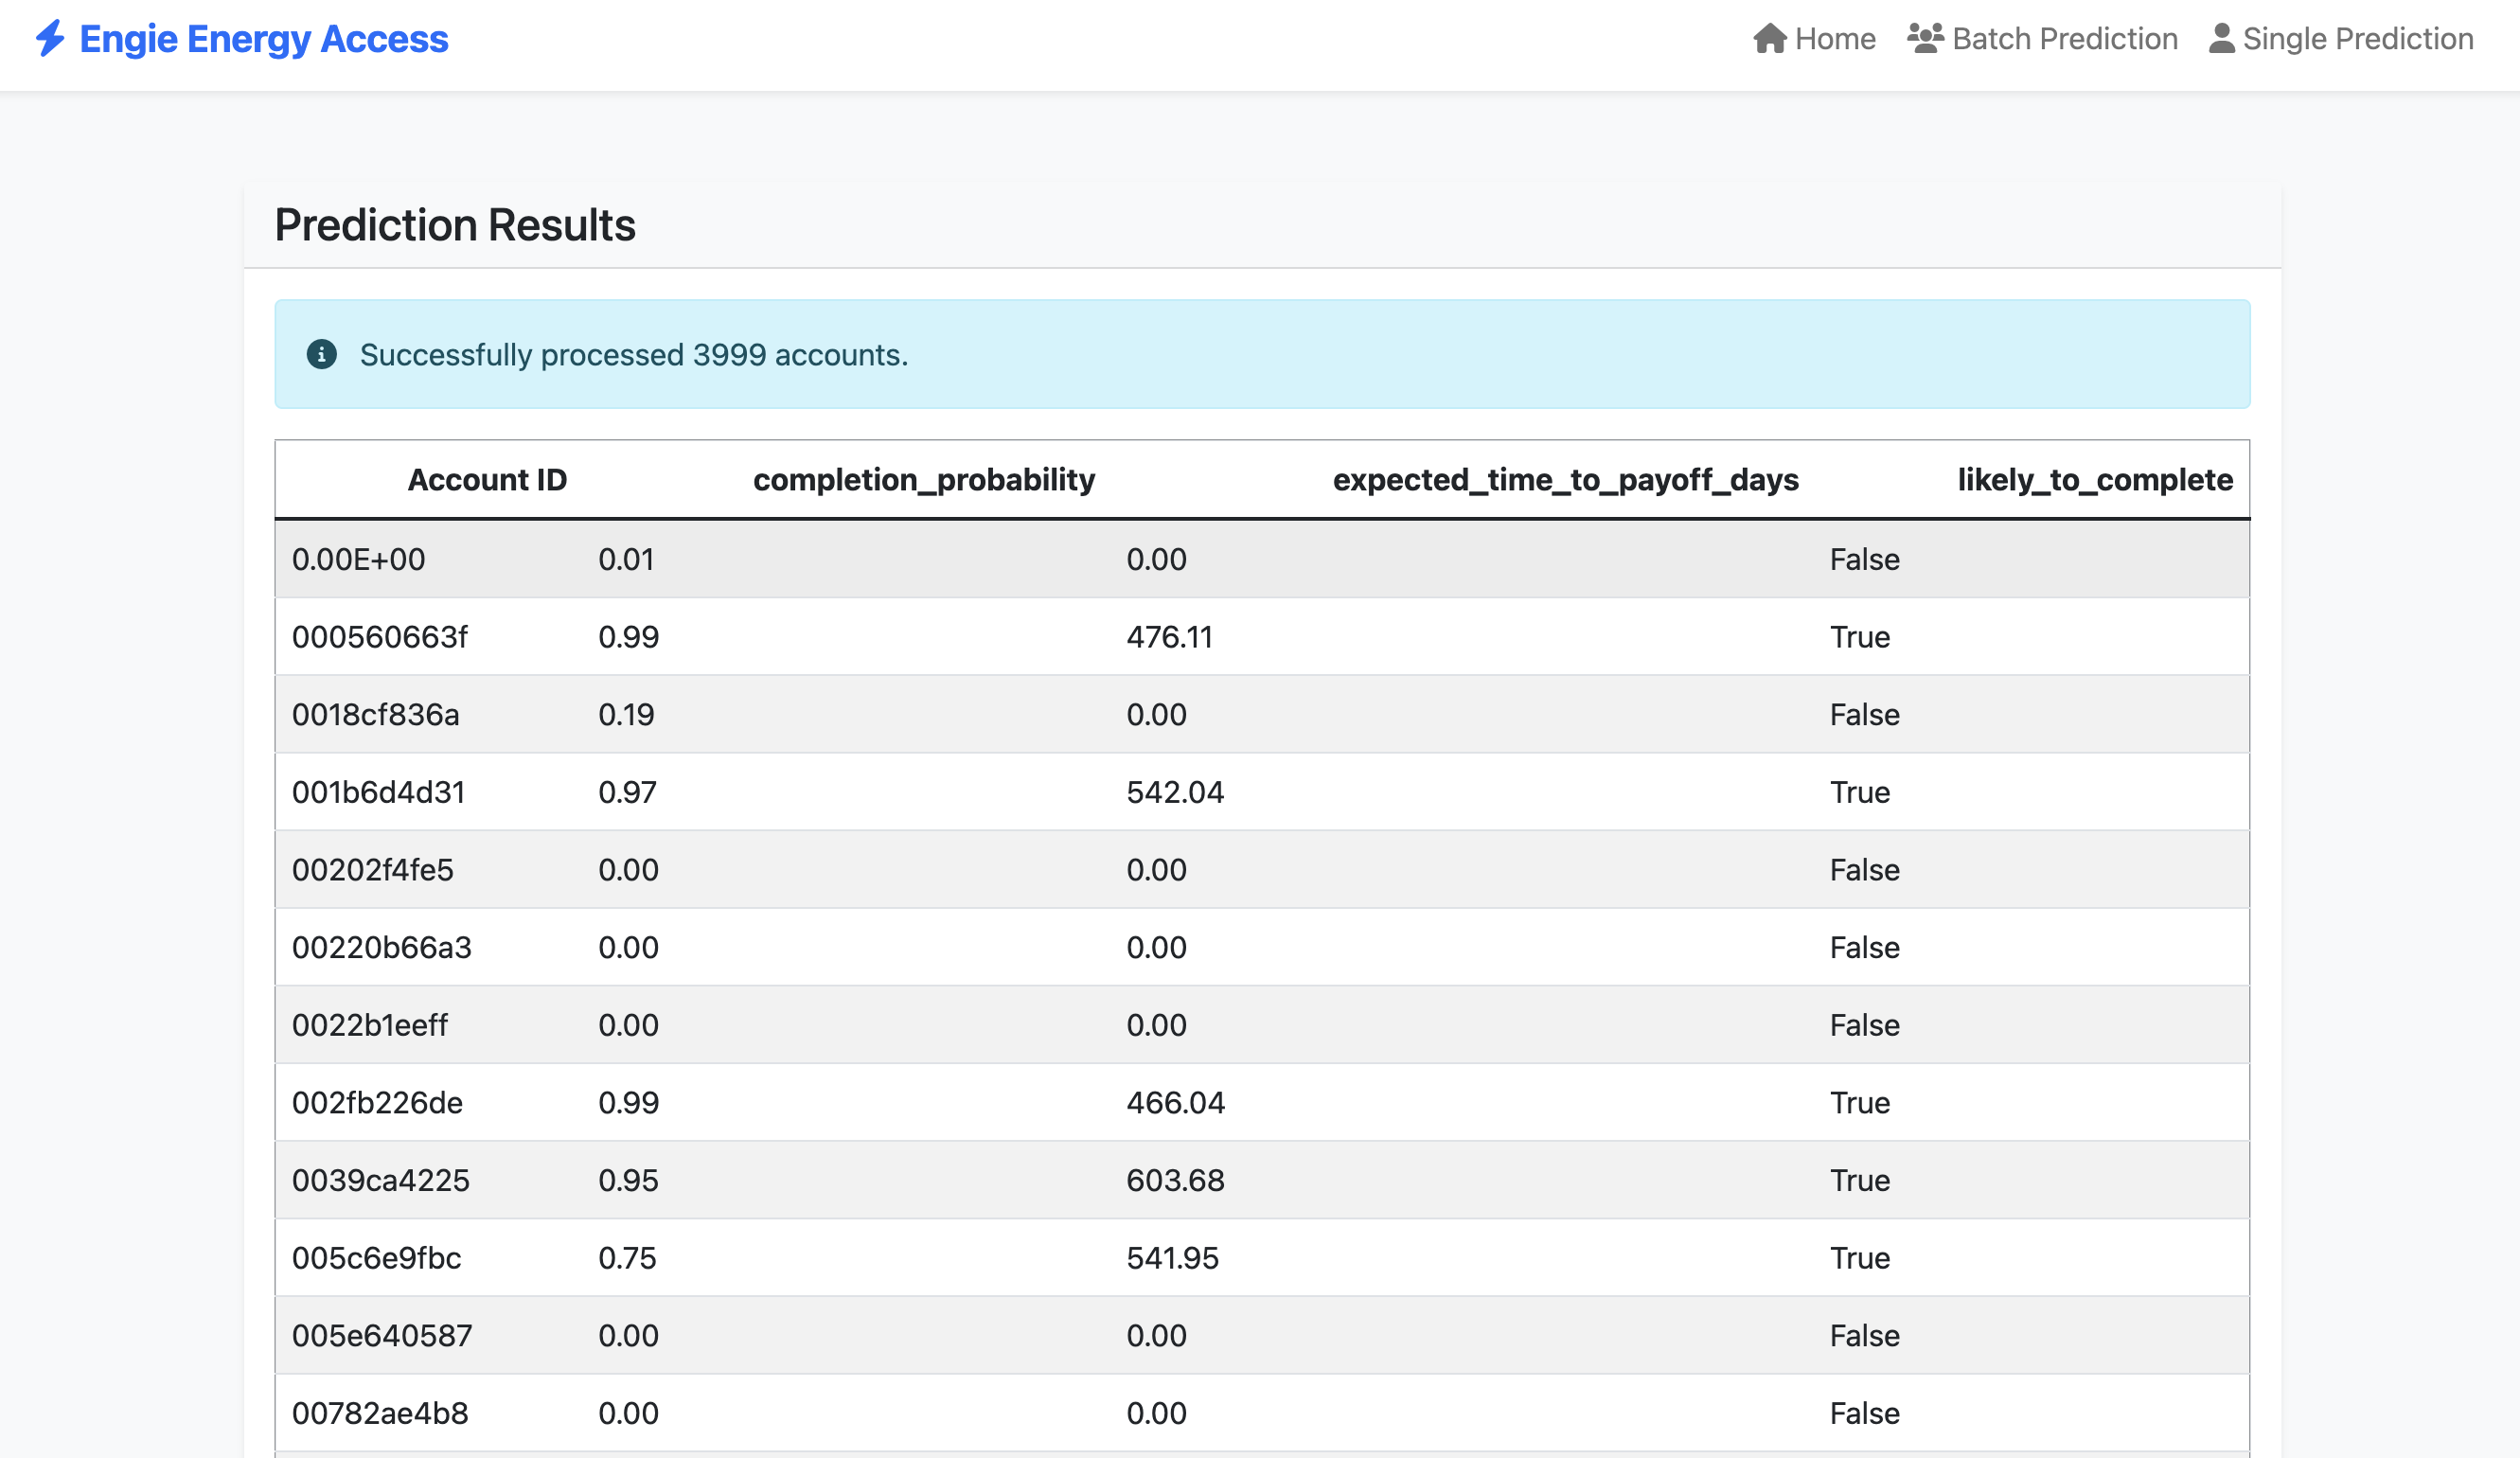 Engie Energy Access Home Batch Prediction Single Prediction
Prediction Results
Successfully processed 3999 accounts.
Account ID completion_probability expected_time_to_payoff_days likely_to_complete
0.00E+00 0.01 0.00 False
000560663f 0.99 476.11 True
0018cf836a 0.19 0.00 False
001b6d4d31 0.97 542.04 True
00202f4fe5 0.00 0.00 False
00220b66a3 0.00 0.00 False
0022b1eeff 0.00 0.00 False
002fb226de 0.99 466.04 True
0039ca4225 0.95 603.68 True
005c6e9fbc 0.75 541.95 True
005e640587 0.00 0.00 False
00782ae4b8 0.00 0.00 False